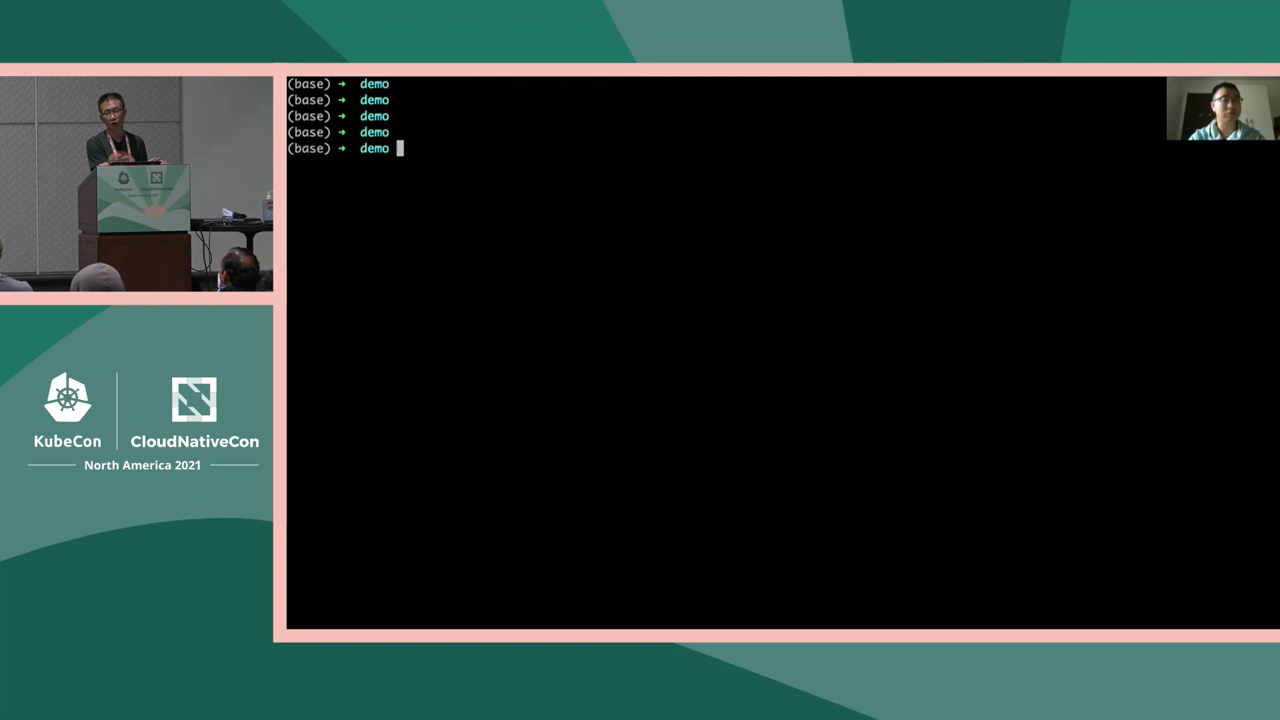 (base) ➜ demo
(base) ➜ demo
(base) ➜ demo
(base) ➜ demo
(base) ➜ demo
KubeCon
CloudNativeCon
North America 2021